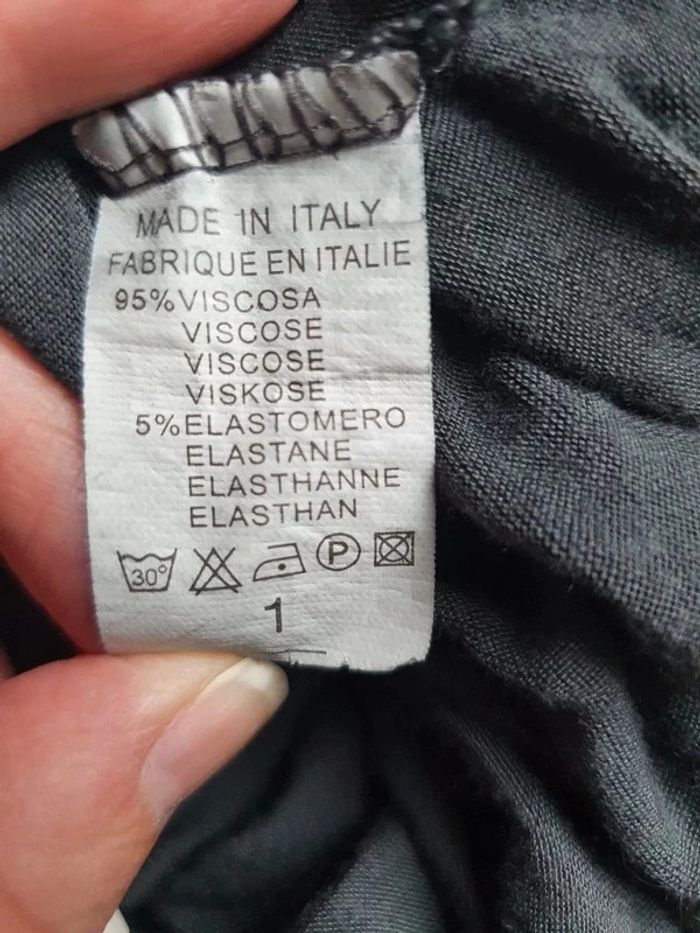 MADE IN ITALY
FABRIQUE EN ITALIE
95%VISCOSA
VISCOSE
VISCOSE
VISKOSE
5%ELASTOMERO
ELASTANE
ELASTHANNE
ELASTHAN
30° P
1